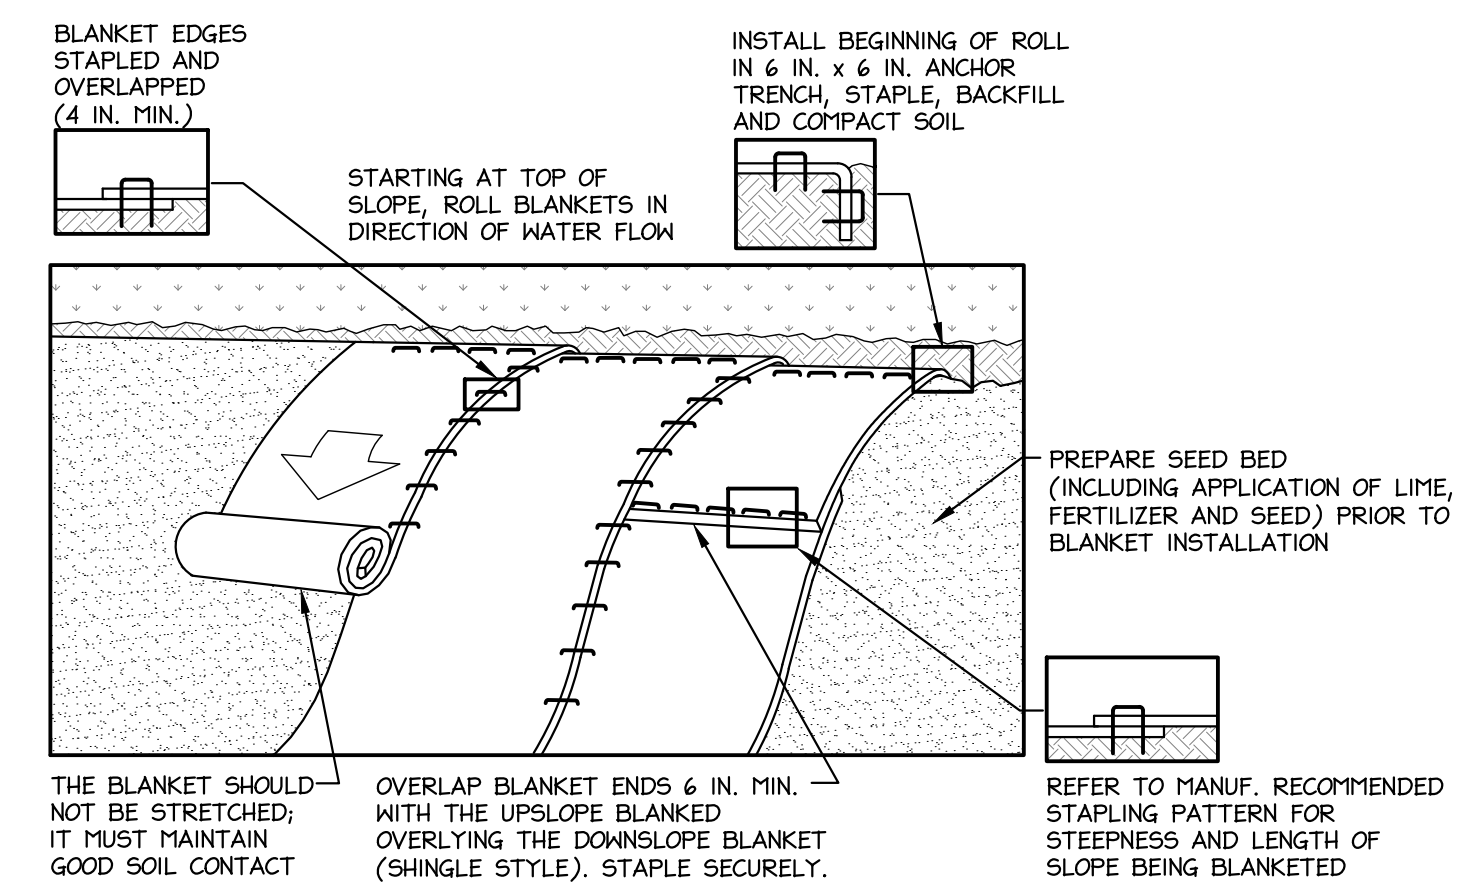 BLANKET EDGES
STAPLED AND
OVERLAPPED
(4 IN. MIN.)
INSTALL BEGINNING OF ROLL
IN 6 IN. x 6 IN. ANCHOR
TRENCH, STAPLE, BACKFILL
AND COMPACT SOIL
STARTING AT TOP OF
SLOPE, ROLL BLANKETS IN
DIRECTION OF WATER FLOW
PREPARE SEED BED
(INCLUDING APPLICATION OF LIME,
FERTILIZER AND SEED) PRIOR TO
BLANKET INSTALLATION
THE BLANKET SHOULD
NOT BE STRETCHED;
IT MUST MAINTAIN
GOOD SOIL CONTACT
OVERLAP BLANKET ENDS 6 IN. MIN.
WITH THE UPSLOPE BLANKED
OVERLYING THE DOWNSLOPE BLANKET
(SHINGLE STYLE). STAPLE SECURELY.
REFER TO MANUF. RECOMMENDED
STAPLING PATTERN FOR
STEEPNESS AND LENGTH OF
SLOPE BEING BLANKETED